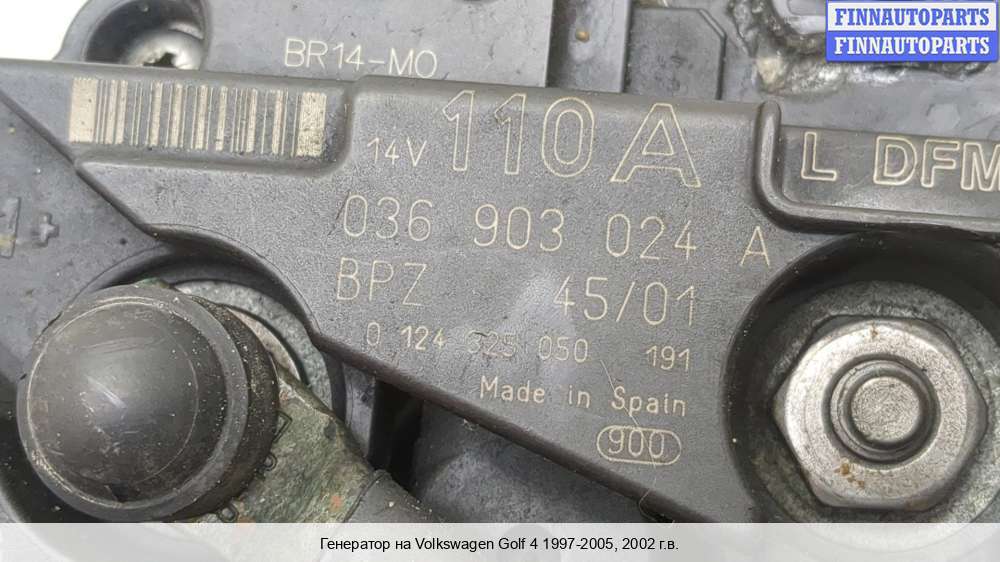 FINNAUTOPARTS
FINNAUTOPARTS
BR14-MO
14V 110A
L DFM
036 903 024 A
BPZ 45/01
0 124 325 050 191
Made in Spain
900
Генератор на Volkswagen Golf 4 1997-2005, 2002 г.в.